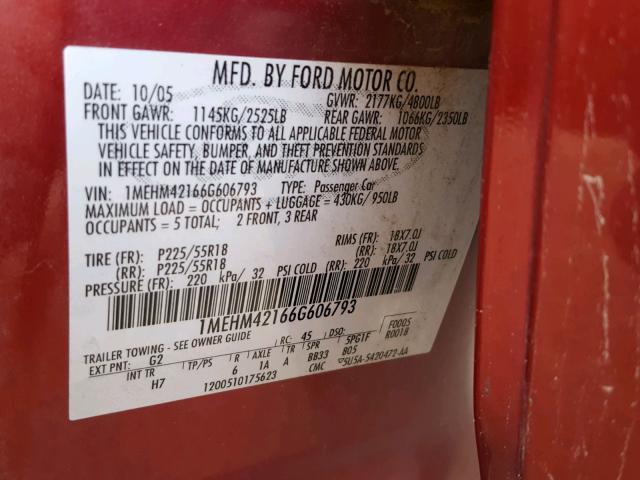 MFD. BY FORD MOTOR CO.
DATE: 10/05 GVWR: 2177KG/4800LB
FRONT GAWR: 1145KG/2525LB REAR GAWR: 1066KG/2350LB
THIS VEHICLE CONFORMS TO ALL APPLICABLE FEDERAL MOTOR
VEHICLE SAFETY, BUMPER, AND THEFT PREVENTION STANDARDS
IN EFFECT ON THE DATE OF MANUFACTURE SHOWN ABOVE.
VIN: 1MEHM42166G606793 TYPE: Passenger Car
MAXIMUM LOAD = OCCUPANTS + LUGGAGE = 430KG/950LB
OCCUPANTS = 5 TOTAL; 2 FRONT, 3 REAR
TIRE (FR): P225/55R18 RIMS (FR): 18X7.0J
(RR): P225/55R18 (RR): 18X7.0J
PRESSURE (FR): 220 kPa/ 32 PSI COLD (RR): 220 kPa/ 32 PSI COLD
1MEHM42166G606793
TRAILER TOWING - SEE OWNER GUIDE RC: 45 DSO: F0005
EXT PNT: G2 R0018
INT TR TP/PS R AXLE TR SPR 5PGTF
H7 6 1A A BB33 B05
1200510175623 CMC 5U5A-5420472-AA